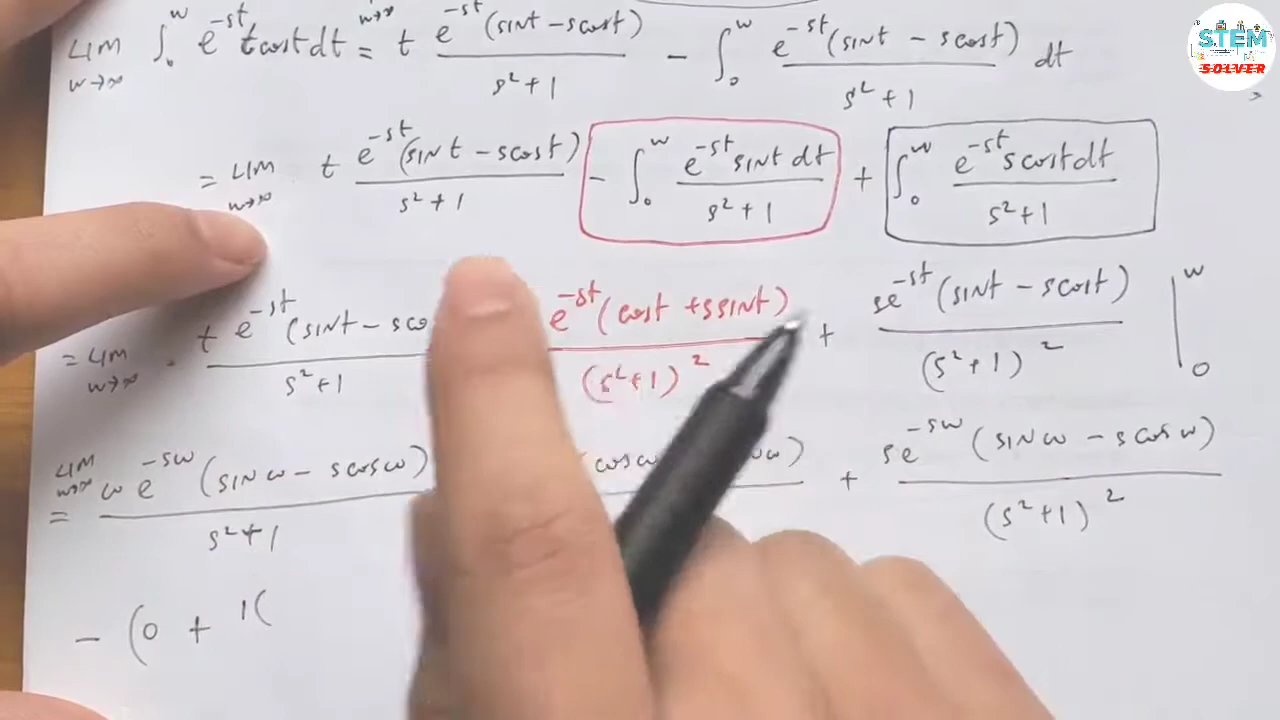 STEM
SOLVER
w→∞
Lim w→∞ ∫₀^w e^-st t cost dt = t e^-st (sint - scost) / s²+1 - ∫₀^w e^-st (sint - scost) / s²+1 dt
= Lim w→∞ t e^-st (sint - scost) / s²+1 - ∫₀^w e^-st sint dt / s²+1 + ∫₀^w e^-st scost dt / s²+1
= Lim w→∞ t e^-st (sint - sco / s²+1 e^-st (cost + ssint) / (s²+1)² + se^-st (sint - scost) / (s²+1)² |₀^w
Lim w→∞ = w e^-sw (sinw - scosw) / s²+1 + se^-sw (sinw - scosw) / (s²+1)²
- (0 + 1(